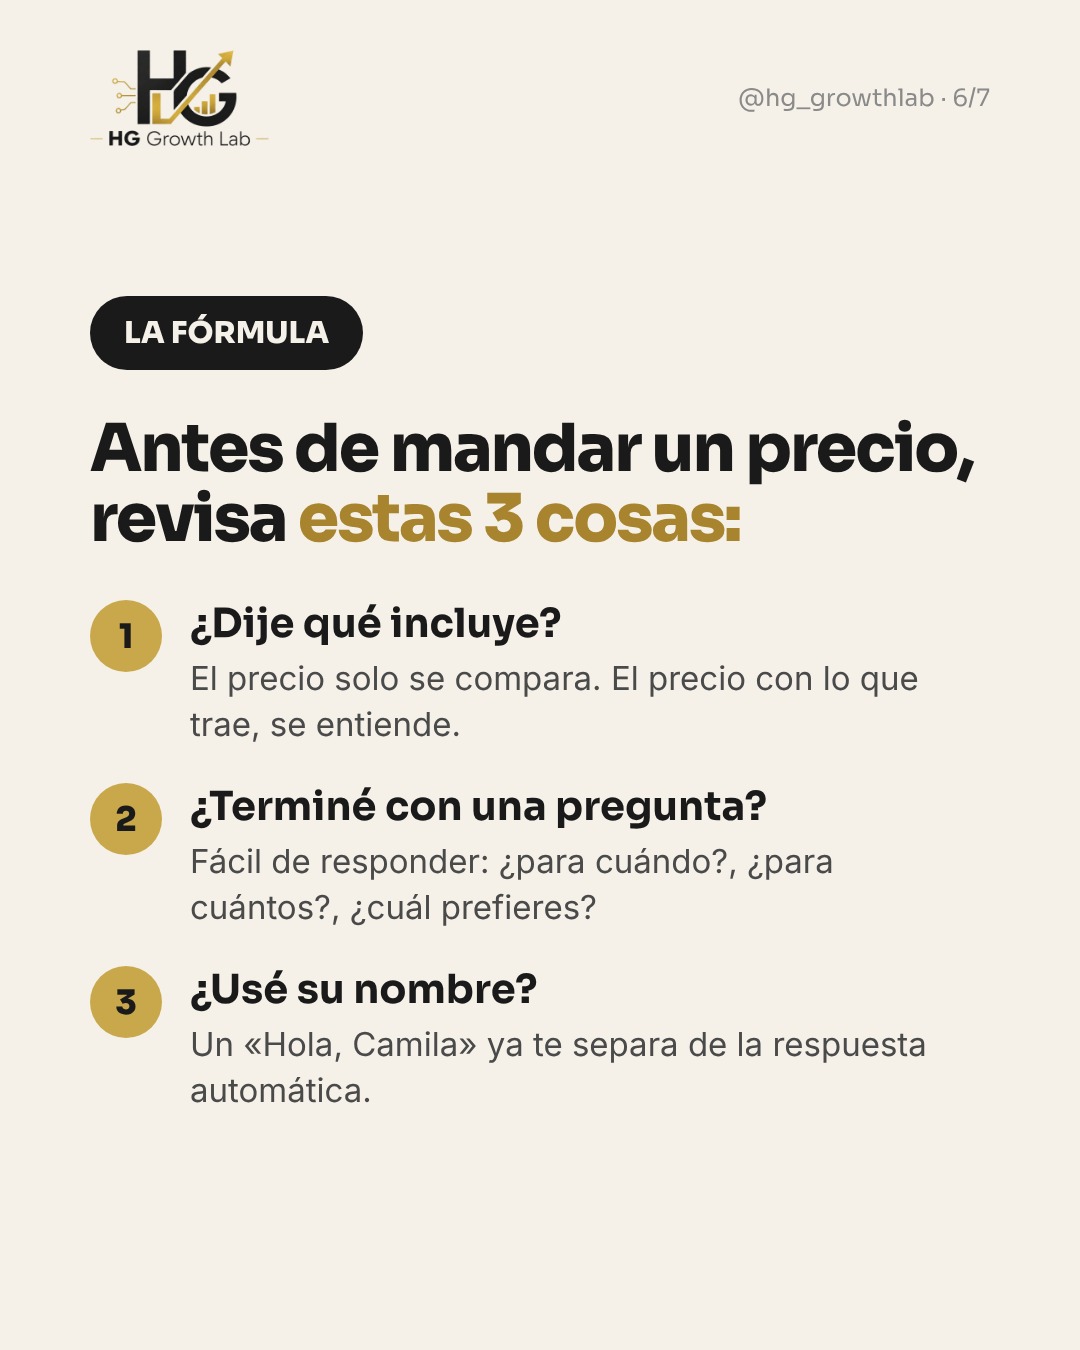 HG
HG Growth Lab
@hg_growthlab · 6/7
LA FÓRMULA
Antes de mandar un precio,
revisa estas 3 cosas:
1
¿Dije qué incluye?
El precio solo se compara. El precio con lo que
trae, se entiende.
2
¿Terminé con una pregunta?
Fácil de responder: ¿para cuándo?, ¿para
cuántos?, ¿cuál prefieres?
3
¿Usé su nombre?
Un «Hola, Camila» ya te separa de la respuesta
automática.